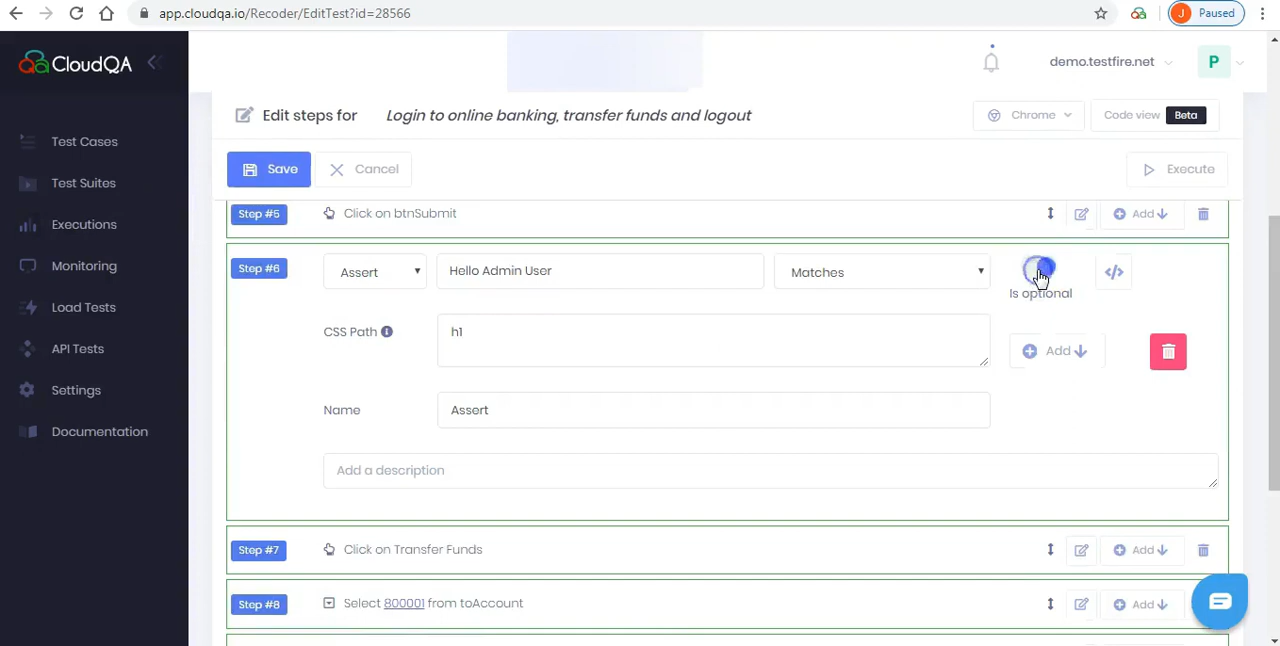 app.cloudqa.io/Recoder/EditTest?id=28566
J Paused
CloudQA
demo.testfire.net
P
Test Cases
Test Suites
Executions
Monitoring
Load Tests
API Tests
Settings
Documentation
Edit steps for Login to online banking, transfer funds and logout
Chrome
Code view Beta
Save
Cancel
Execute
Step #5 Click on btnSubmit Add
Step #6 Assert Hello Admin User Matches </>
Is optional
CSS Path h1
Add
Name Assert
Add a description
Step #7 Click on Transfer Funds Add
Step #8 Select 800001 from toAccount Add